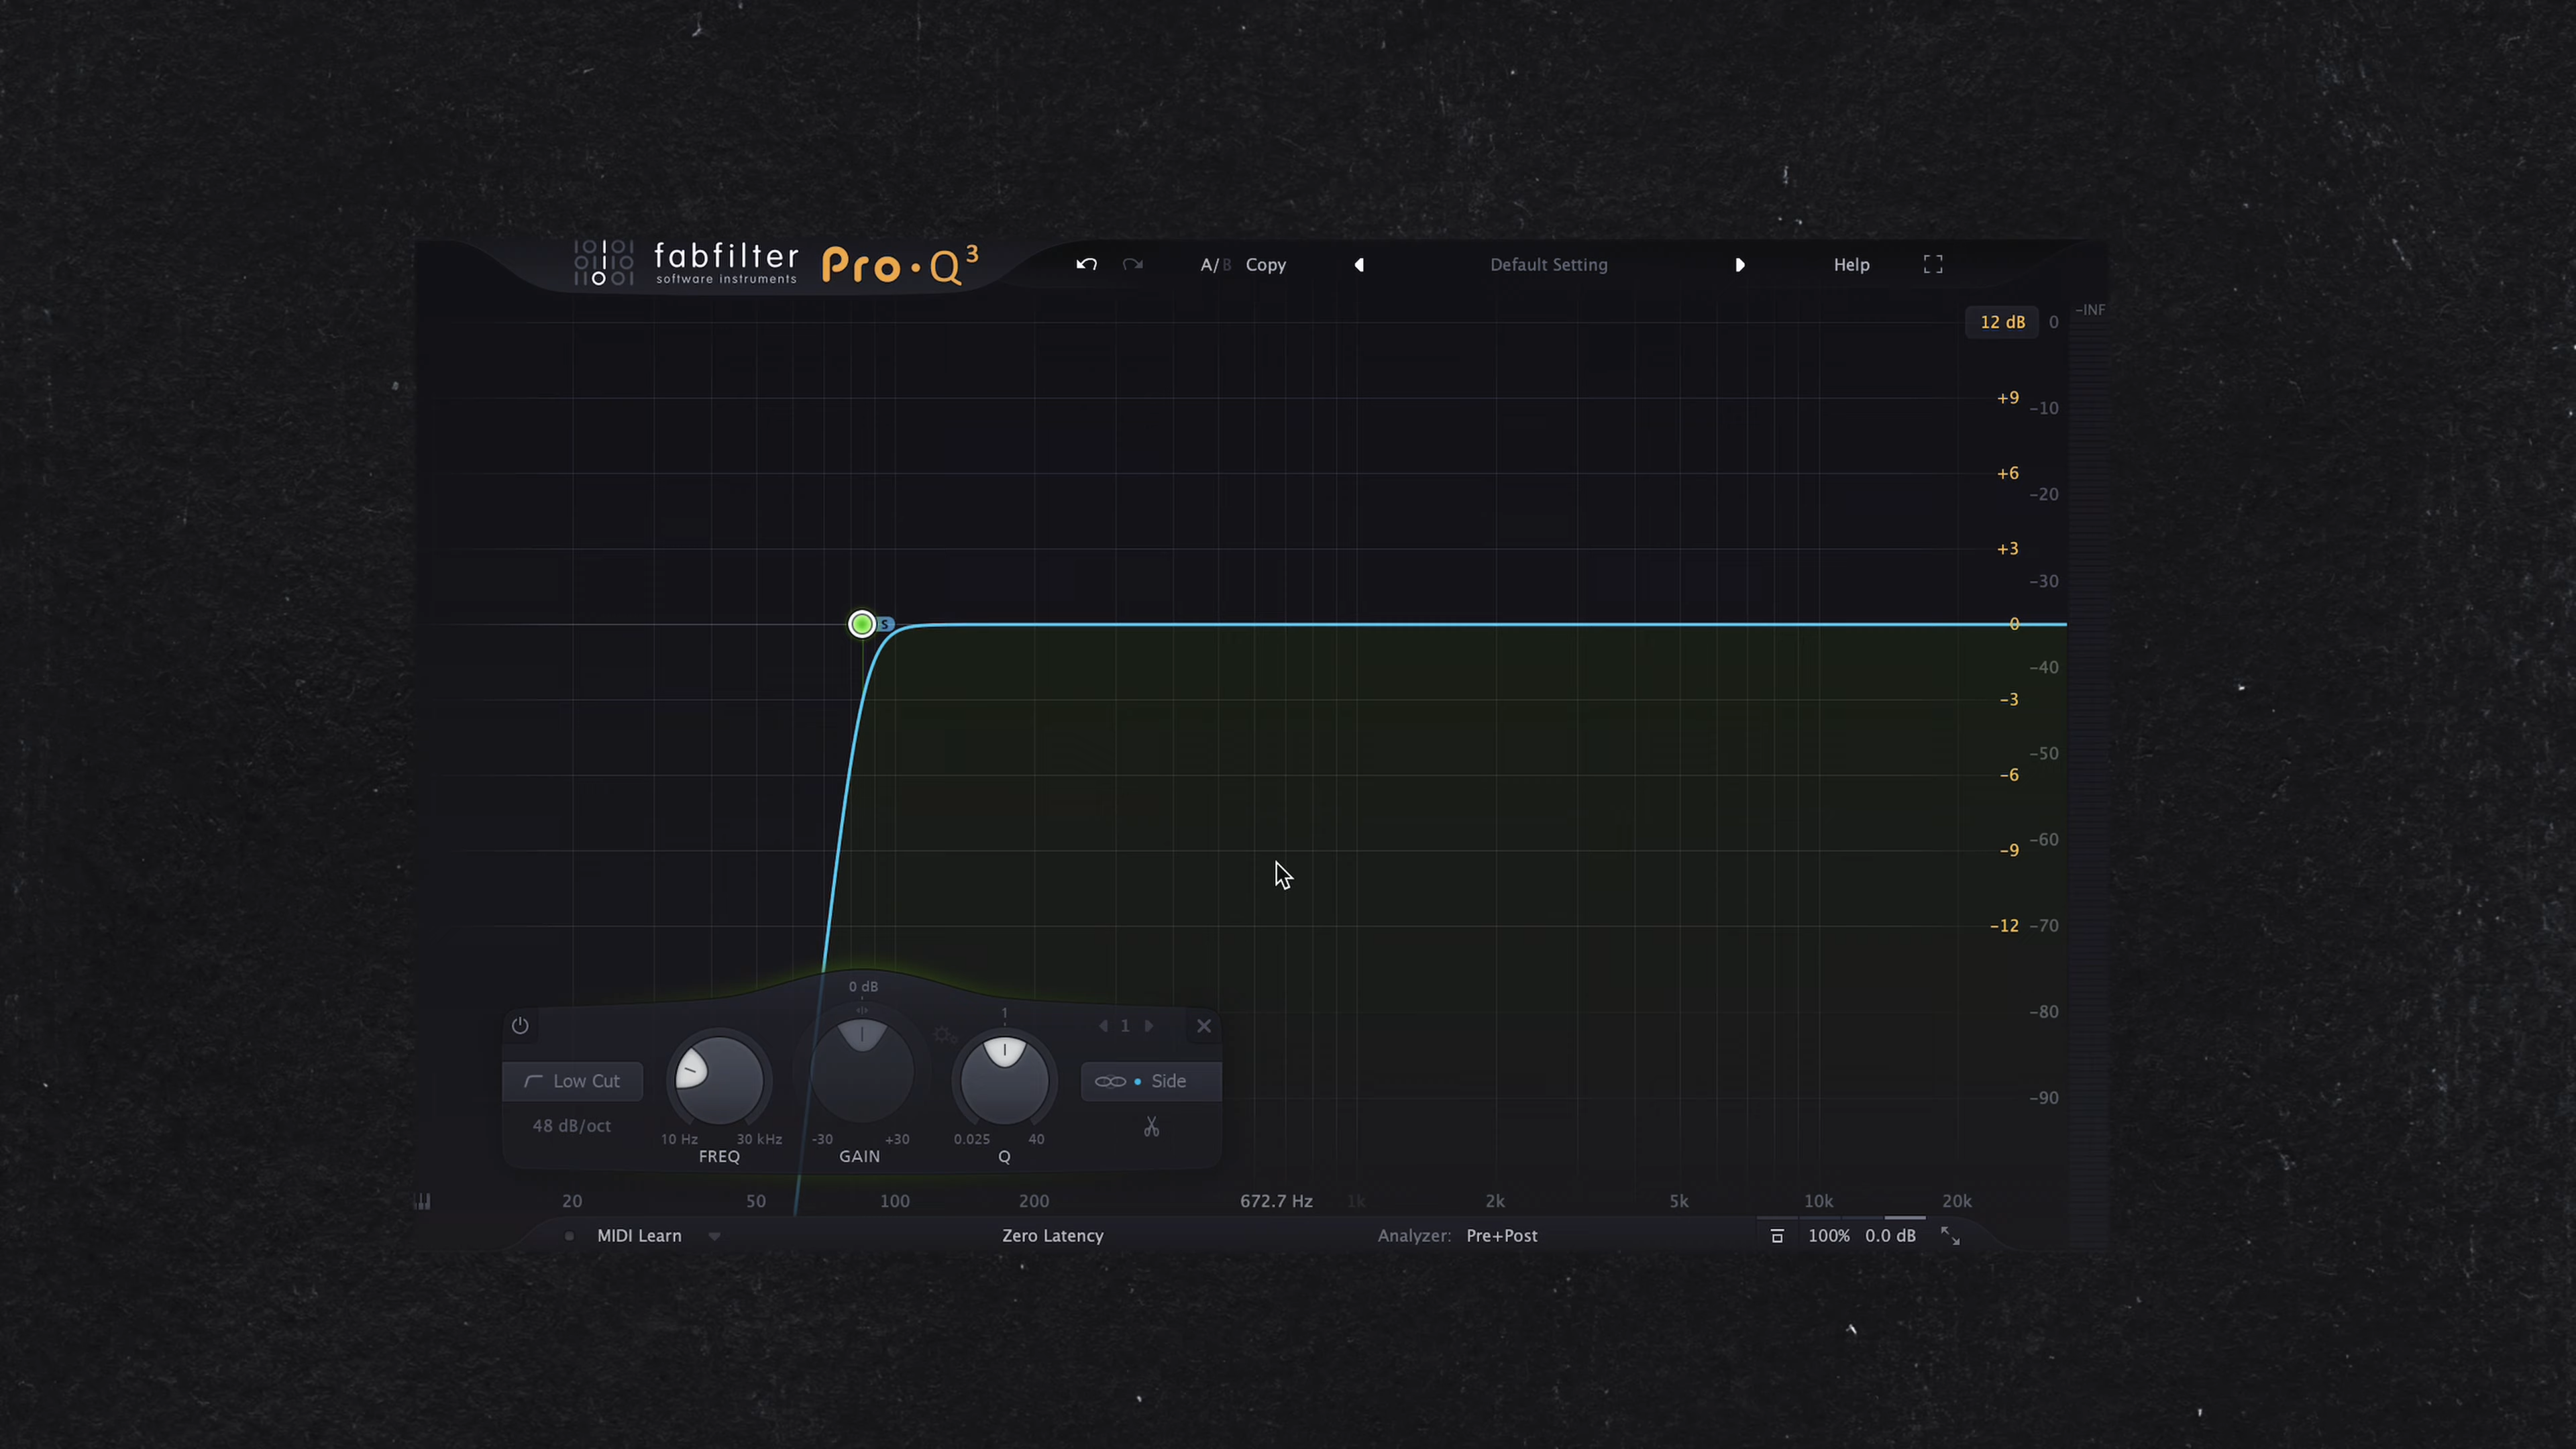 fabfilter
software instruments
Pro·Q3
A/B Copy
Default Setting
Help
12 dB 0 -INF
+9 -10
+6 -20
+3 -30
0
-40
-3
-50
-6
-60
-9
-12 -70
-80
-90
S
0 dB
1
1
Low Cut
Side
48 dB/oct
10 Hz 30 kHz
-30 +30
0.025 40
FREQ
GAIN
Q
20 50 100 200 672.7 Hz 1k 2k 5k 10k 20k
MIDI Learn
Zero Latency
Analyzer: Pre+Post
100% 0.0 dB